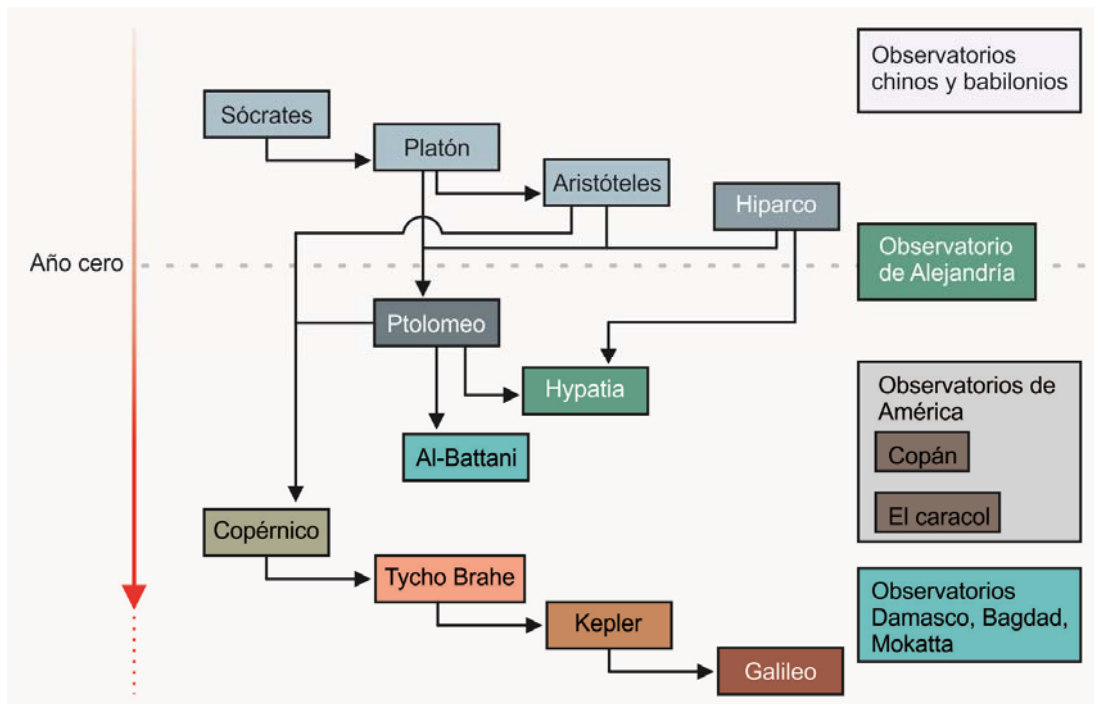 Observatorios
chinos y babilonios
Sócrates
Platón
Aristóteles
Hiparco
Año cero
Observatorio
de Alejandría
Ptolomeo
Hypatia
Observatorios de
América
Copán
El caracol
Al-Battani
Copérnico
Tycho Brahe
Observatorios
Damasco, Bagdad,
Mokatta
Kepler
Galileo